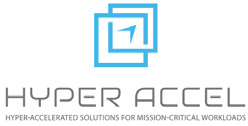 HYPER ACCEL
HYPER-ACCELERATED SOLUTIONS FOR MISSION-CRITICAL WORKLOADS